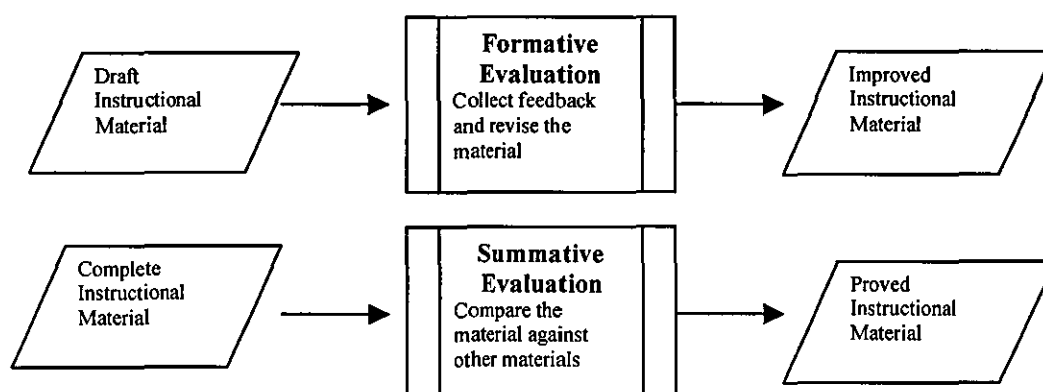 Draft
Instructional
Material
Formative
Evaluation
Collect feedback
and revise the
material
Improved
Instructional
Material
Complete
Instructional
Material
Summative
Evaluation
Compare the
material against
other materials
Proved
Instructional
Material